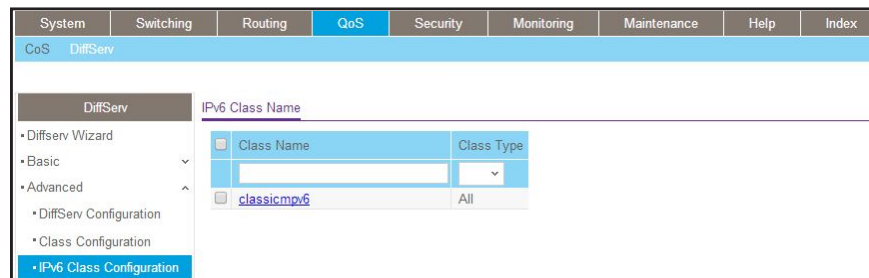 System Switching Routing QoS Security Monitoring Maintenance Help Index
CoS DiffServ
DiffServ
IPv6 Class Name
Diffserv Wizard
Basic
Advanced
DiffServ Configuration
Class Configuration
IPV6 Class Configuration
Class Name Class Type
classicmpv6 All